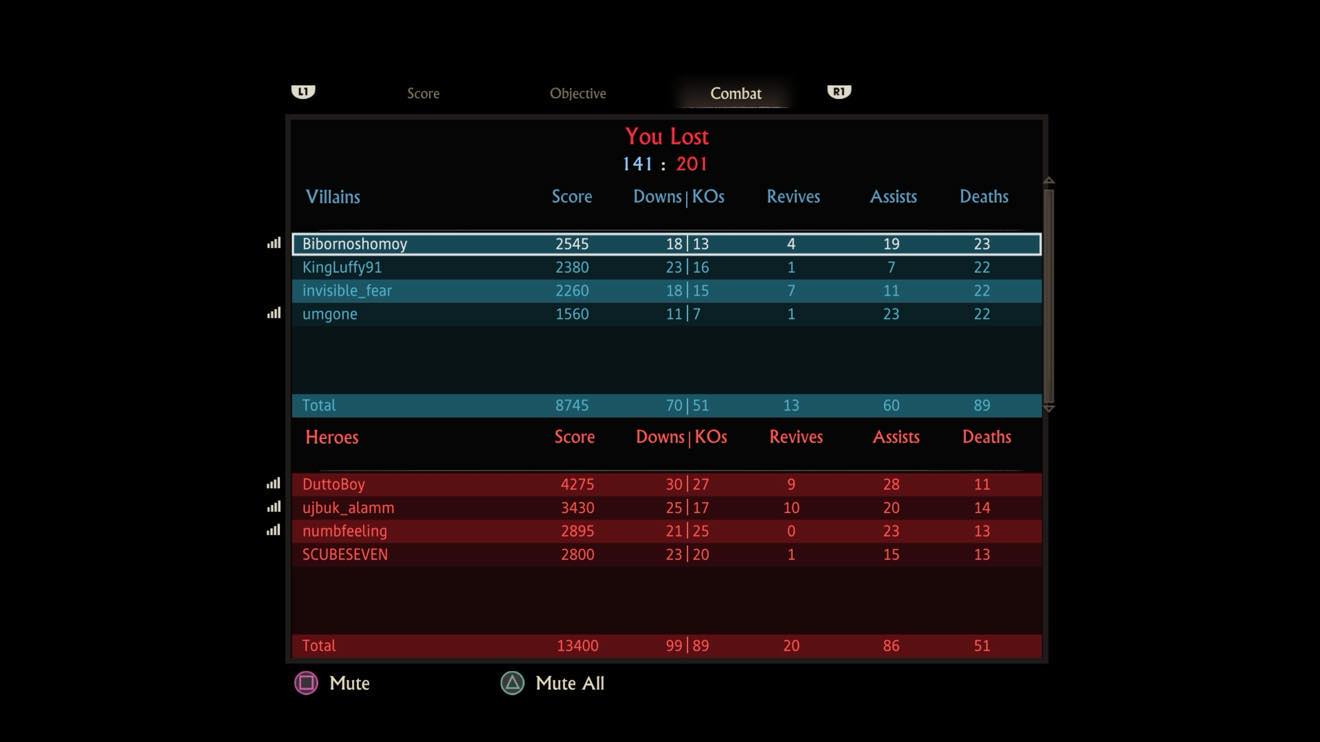 L1 Score Objective Combat R1
You Lost
141 : 201
Villains Score Downs | KOs Revives Assists Deaths
Bibornoshomoy 2545 18 | 13 4 19 23
KingLuffy91 2380 23 | 16 1 7 22
invisible_fear 2260 18 | 15 7 11 22
umgone 1560 11 | 7 1 23 22
Total 8745 70 | 51 13 60 89
Heroes Score Downs | KOs Revives Assists Deaths
DuttoBoy 4275 30 | 27 9 28 11
ujbuk_alamm 3430 25 | 17 10 20 14
numbfeeling 2895 21 | 25 0 23 13
SCUBESEVEN 2800 23 | 20 1 15 13
Total 13400 99 | 89 20 86 51
Mute Mute All